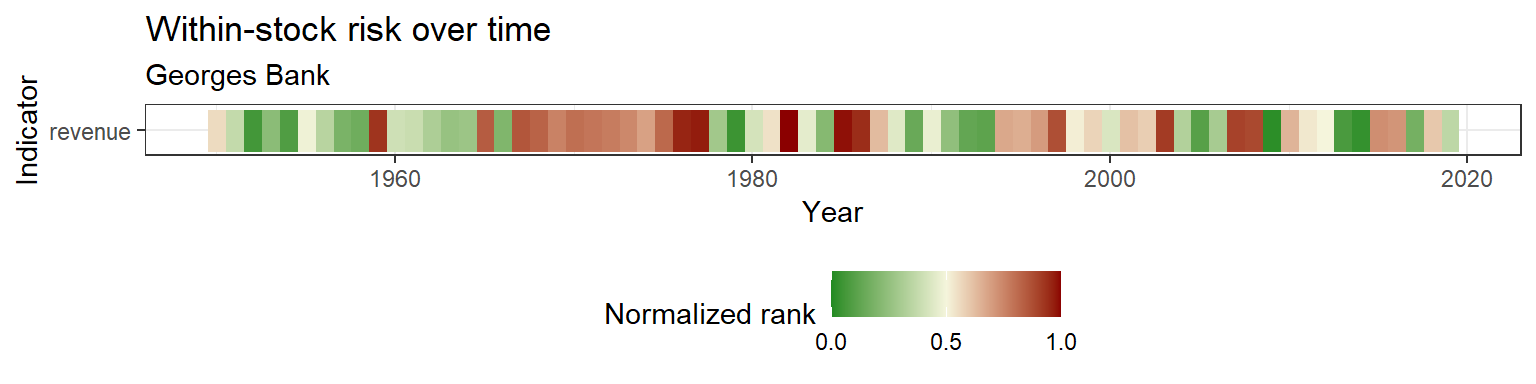 Within-stock risk over time
Georges Bank
Indicator
revenue
1960 1980 2000 2020
Year
Normalized rank
0.0 0.5 1.0